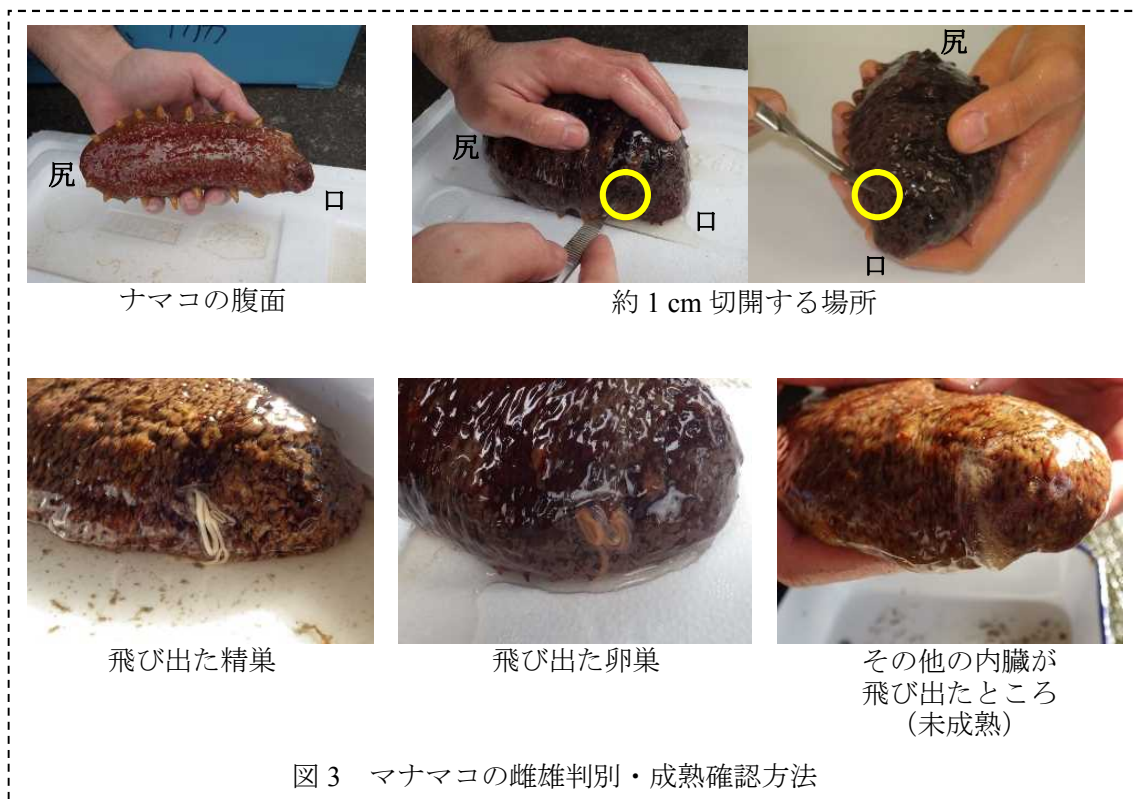 尻
口
ナマコの腹面
尻
口
尻
口
約 1 cm 切開する場所
飛び出た精巣
飛び出た卵巣
その他の内臓が
飛び出たところ
（未成熟）
図 3　マナマコの雌雄判別・成熟確認方法